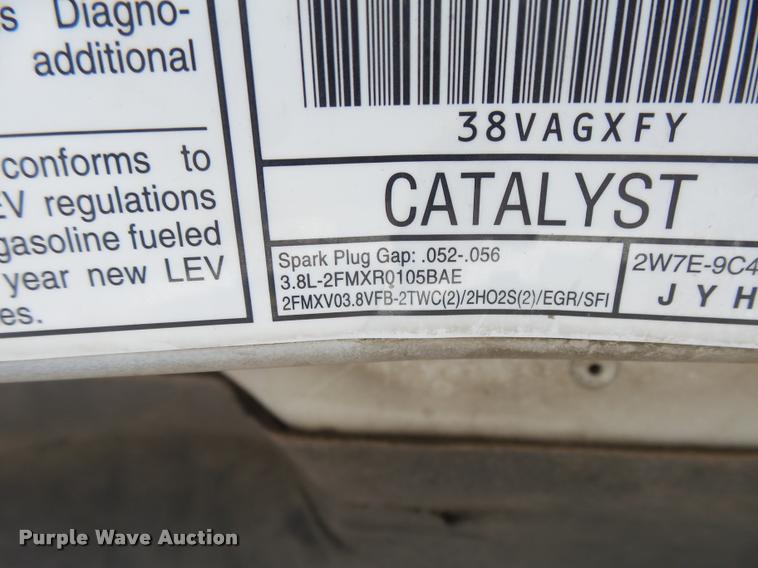 s Diagno-
additional
conforms to
EV regulations
gasoline fueled
year new LEV
es.
38VAGXFY
CATALYST
Spark Plug Gap: .052-.056
3.8L-2FMXR0105BAE
2FMXV03.8VFB-2TWC(2)/2HO2S(2)/EGR/SFI
2W7E-9C4
J Y H
Purple Wave Auction